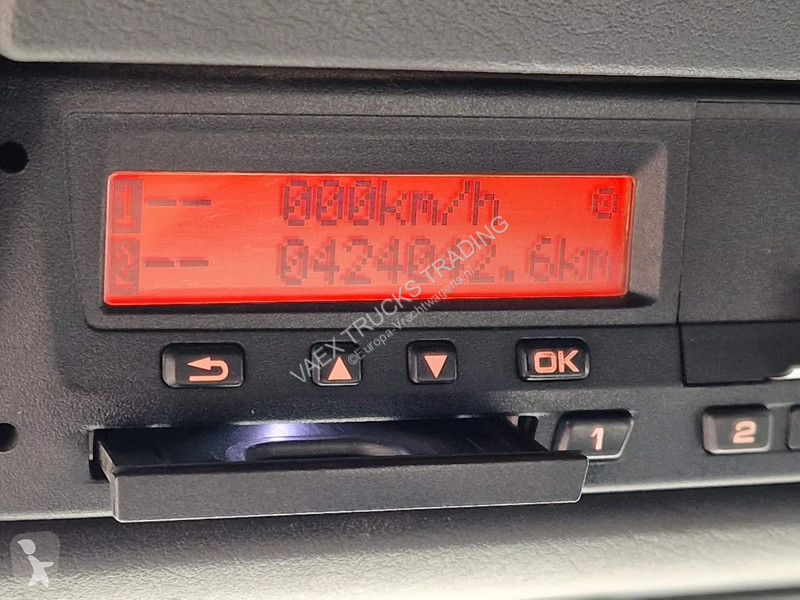 1 -- 000km/h
2 -- 0424042.6km
VAEX TRUCKS TRADING
©Europa-Vrachtwagens.nl
OK
1
2